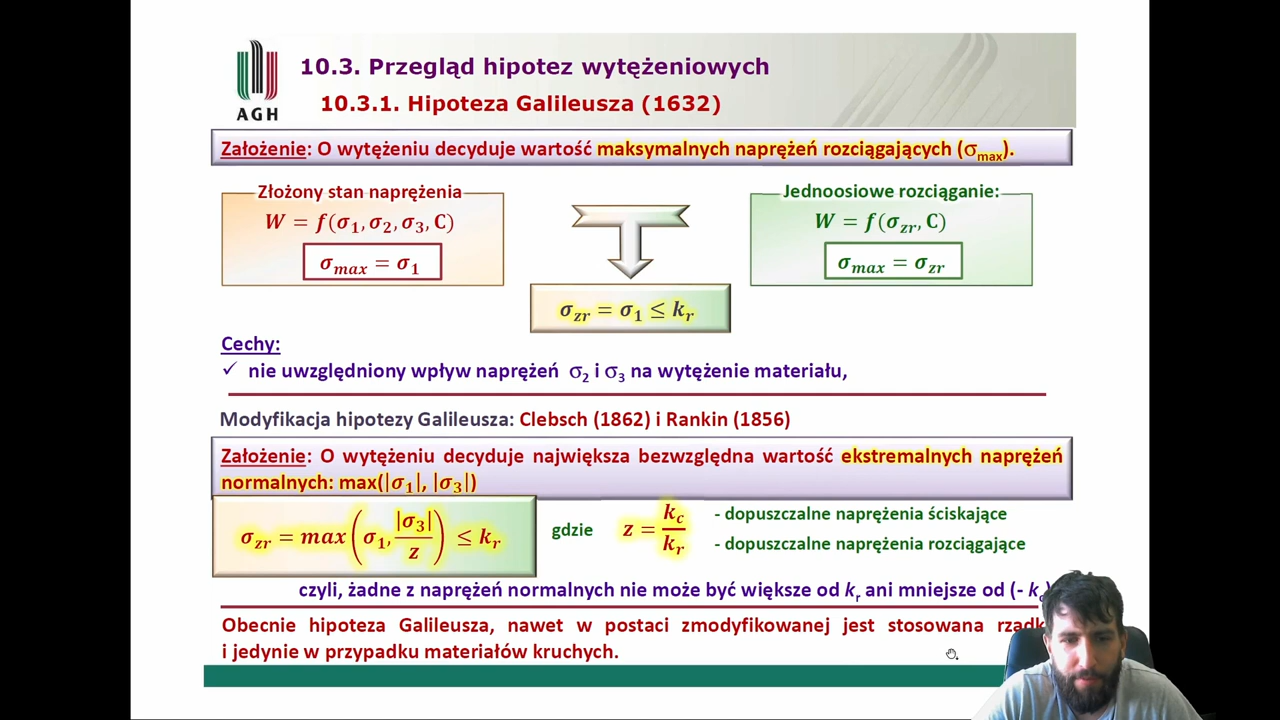 AGH
10.3. Przegląd hipotez wytężeniowych
10.3.1. Hipoteza Galileusza (1632)
Założenie: O wytężeniu decyduje wartość maksymalnych naprężeń rozciągających (σmax).
Złożony stan naprężenia
W = f(σ1, σ2, σ3, C)
σmax = σ1
Jednoosiowe rozciąganie:
W = f(σzr, C)
σmax = σzr
σzr = σ1 ≤ kr
Cechy:
✓ nie uwzględniony wpływ naprężeń σ2 i σ3 na wytężenie materiału,
Modyfikacja hipotezy Galileusza: Clebsch (1862) i Rankin (1856)
Założenie: O wytężeniu decyduje największa bezwzględna wartość ekstremalnych naprężeń
normalnych: max(|σ1|, |σ3|)
σzr = max(σ1, |σ3|/z) ≤ kr
gdzie
z = kc/kr
- dopuszczalne naprężenia ściskające
- dopuszczalne naprężenia rozciągające
czyli, żadne z naprężeń normalnych nie może być większe od kr ani mniejsze od (- kc)
Obecnie hipoteza Galileusza, nawet w postaci zmodyfikowanej jest stosowana
i jedynie w przypadku materiałów kruchych.